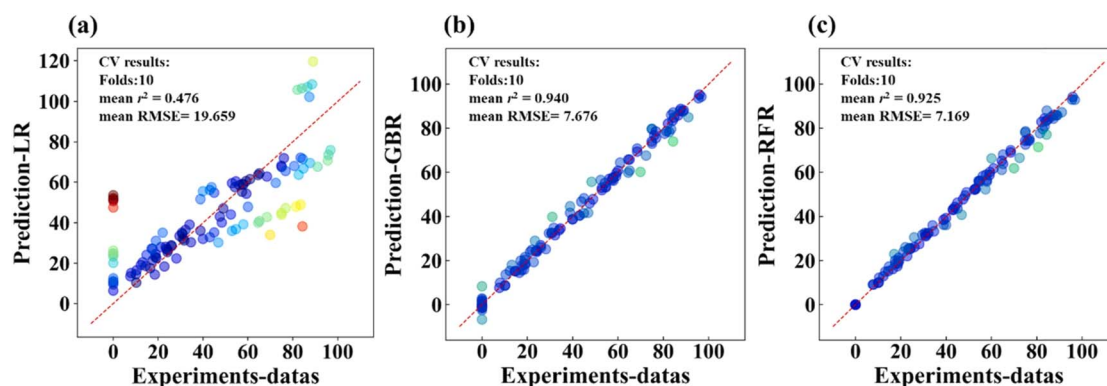 (a)
CV results:
Folds:10
mean r² = 0.476
mean RMSE= 19.659
Prediction-LR
120
100
80
60
40
20
0
0 20 40 60 80 100
Experiments-datas
(b)
CV results:
Folds:10
mean r² = 0.940
mean RMSE= 7.676
Prediction-GBR
100
80
60
40
20
0
0 20 40 60 80 100
Experiments-datas
(c)
CV results:
Folds:10
mean r² = 0.925
mean RMSE= 7.169
Prediction-RFR
100
80
60
40
20
0
0 20 40 60 80 100
Experiments-datas